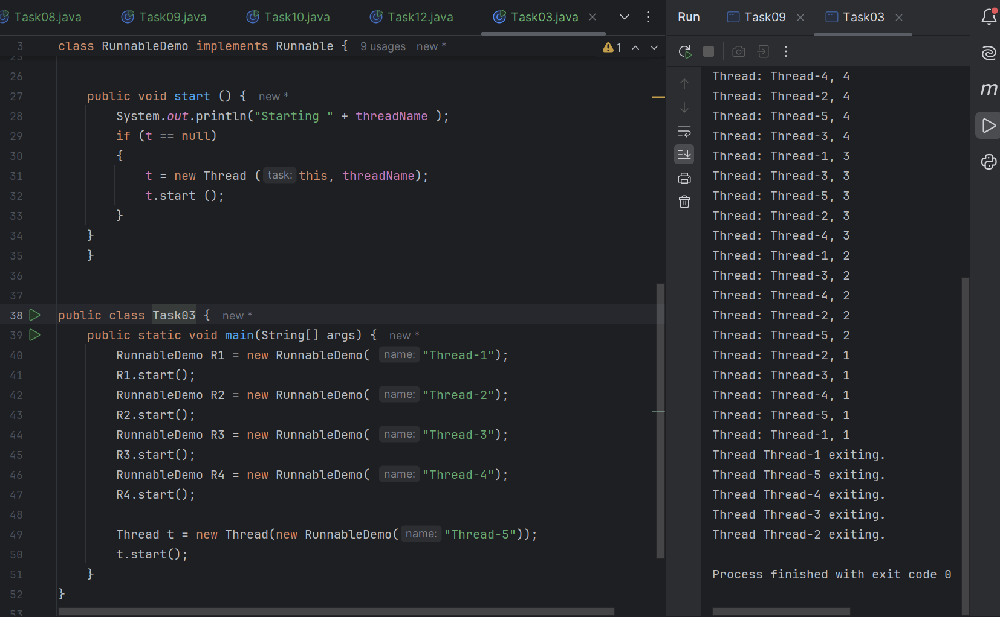 Task08.java Task09.java Task10.java Task12.java Task03.java
3 class RunnableDemo implements Runnable { 9 usages new * 1
25
26
27 public void start () { new *
28 System.out.println("Starting " + threadName );
29 if (t == null)
30 {
31 t = new Thread ( task: this, threadName);
32 t.start ();
33 }
34 }
35 }
36
37
38 public class Task03 { new *
39 public static void main(String[] args) { new *
40 RunnableDemo R1 = new RunnableDemo( name: "Thread-1");
41 R1.start();
42 RunnableDemo R2 = new RunnableDemo( name: "Thread-2");
43 R2.start();
44 RunnableDemo R3 = new RunnableDemo( name: "Thread-3");
45 R3.start();
46 RunnableDemo R4 = new RunnableDemo( name: "Thread-4");
47 R4.start();
48
49 Thread t = new Thread(new RunnableDemo( name: "Thread-5"));
50 t.start();
51 }
52 }
53
Run Task09 Task03
Thread: Thread-4, 4
Thread: Thread-2, 4
Thread: Thread-5, 4
Thread: Thread-3, 4
Thread: Thread-1, 3
Thread: Thread-3, 3
Thread: Thread-5, 3
Thread: Thread-2, 3
Thread: Thread-4, 3
Thread: Thread-1, 2
Thread: Thread-3, 2
Thread: Thread-4, 2
Thread: Thread-2, 2
Thread: Thread-5, 2
Thread: Thread-2, 1
Thread: Thread-3, 1
Thread: Thread-4, 1
Thread: Thread-5, 1
Thread: Thread-1, 1
Thread Thread-1 exiting.
Thread Thread-5 exiting.
Thread Thread-4 exiting.
Thread Thread-3 exiting.
Thread Thread-2 exiting.
Process finished with exit code 0
m